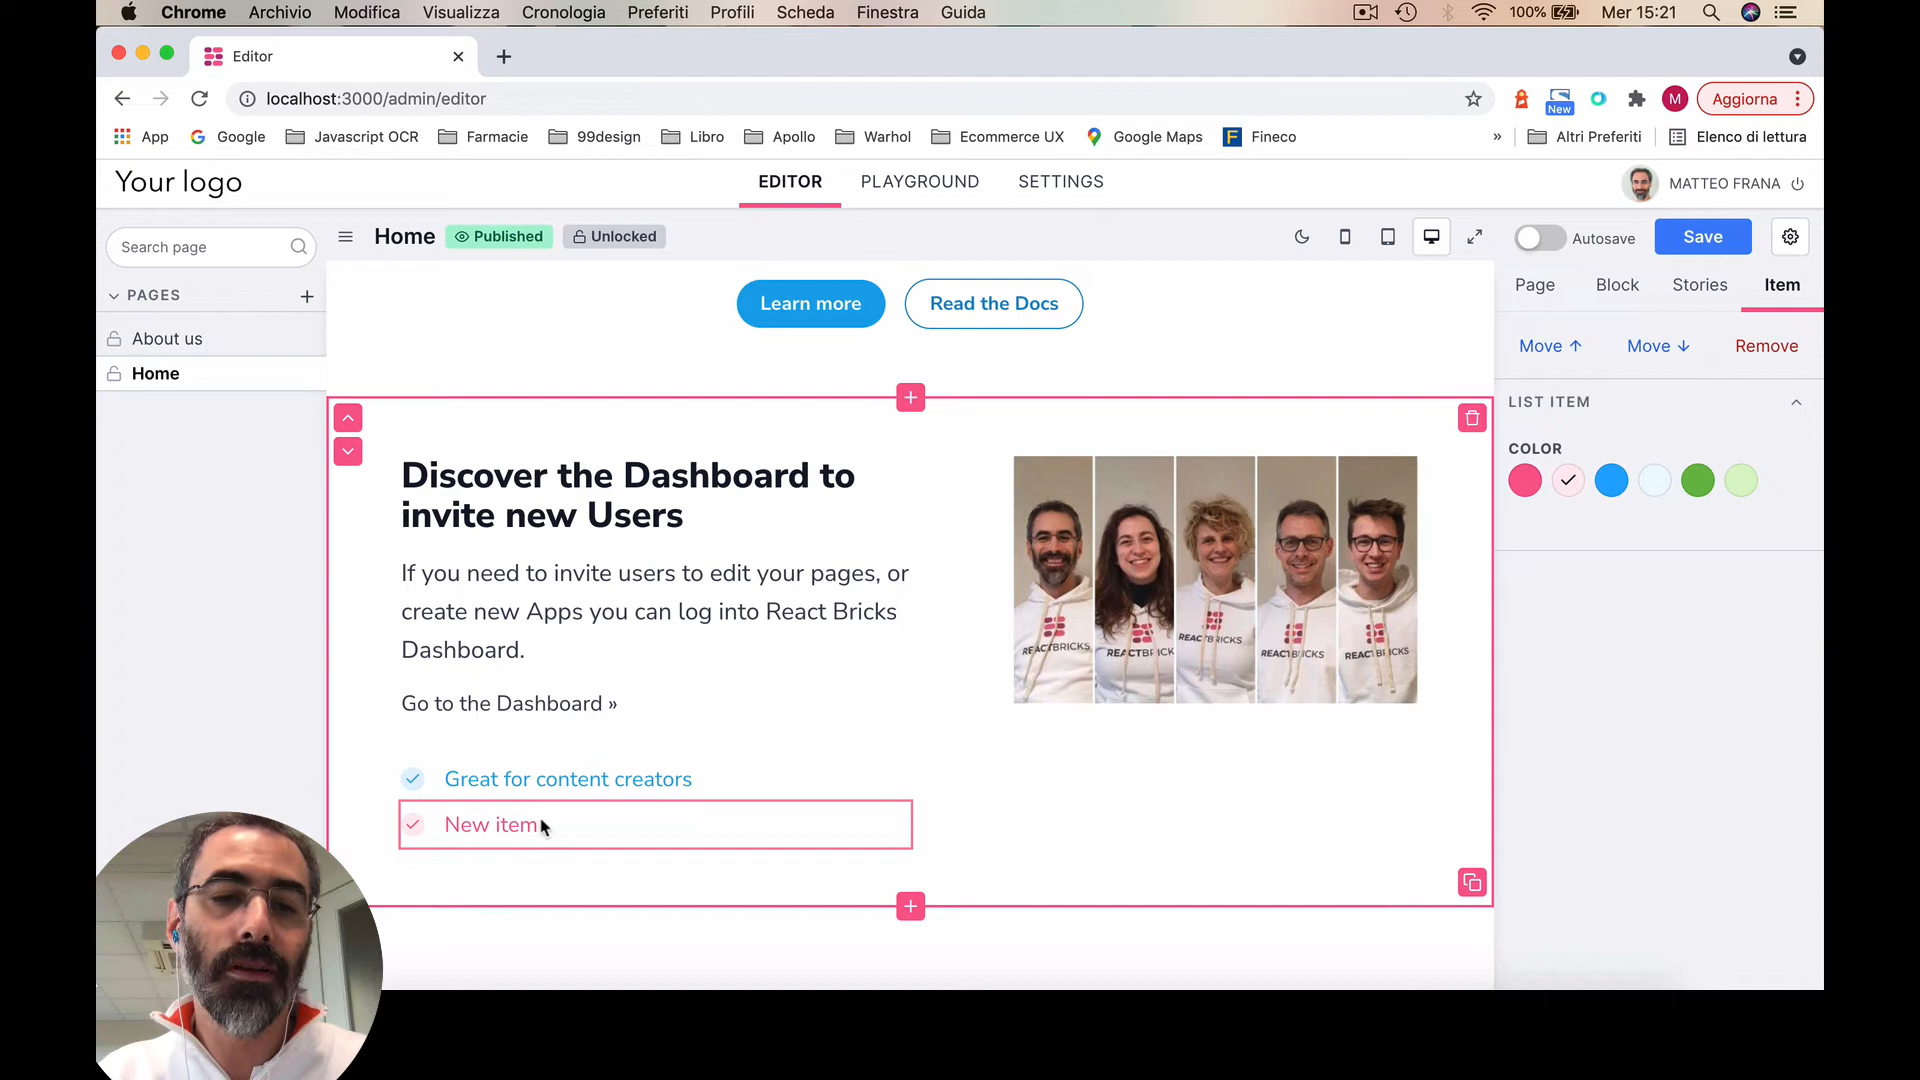 Chrome Archivio Modifica Visualizza Cronologia Preferiti Profili Scheda Finestra Guida 100% Mer 15:21
Editor
localhost:3000/admin/editor New M Aggiorna
App Google Javascript OCR Farmacie 99design Libro Apollo Warhol Ecommerce UX Google Maps F Fineco » Altri Preferiti Elenco di lettura
Your logo EDITOR PLAYGROUND SETTINGS MATTEO FRANA
Search page Home Published Unlocked Autosave Save
PAGES
About us
Home
Page Block Stories Item
Move Move Remove
LIST ITEM
COLOR
Learn more Read the Docs
Discover the Dashboard to
invite new Users
If you need to invite users to edit your pages, or
create new Apps you can log into React Bricks
Dashboard.
Go to the Dashboard »
Great for content creators
New item
REACTBRICKS REACTBRICK REACTBRICKS REACTBRICKS REACTBRICKS